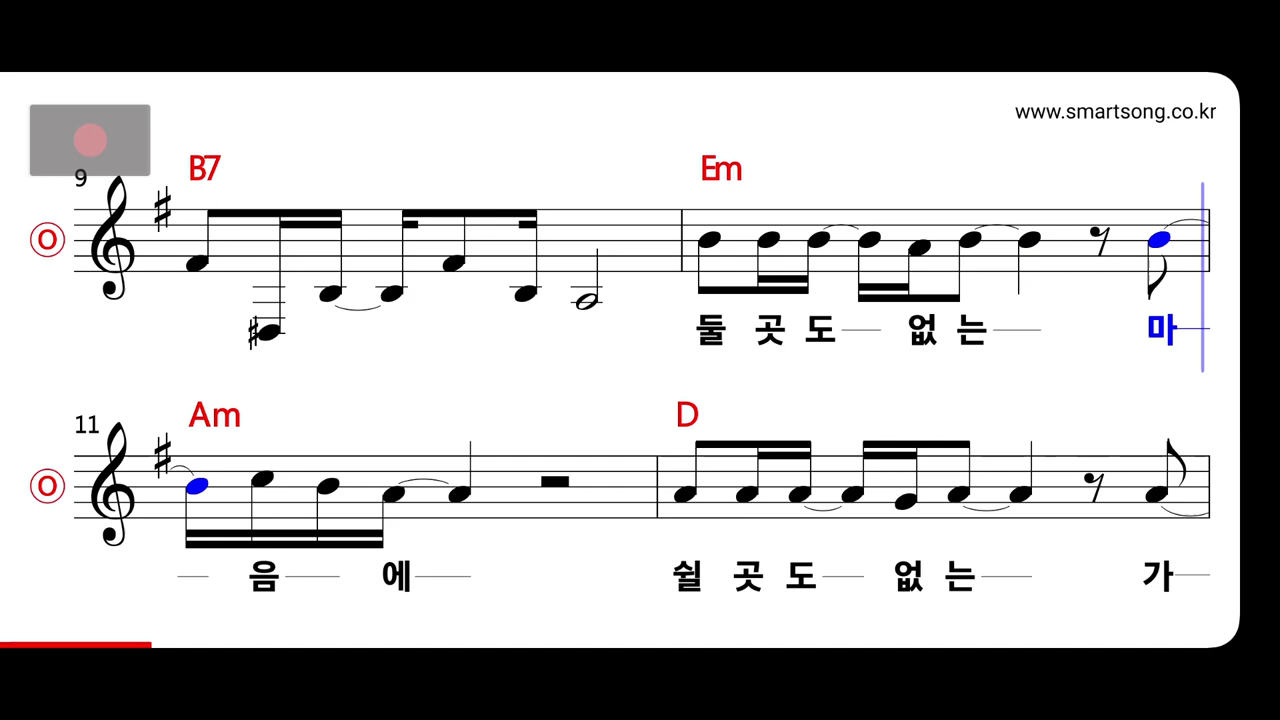 www.smartsong.co.kr
B7 Em
9
O
둘 곳 도 없 는 마
Am D
11
O
음 에 쉴 곳 도 없 는 가